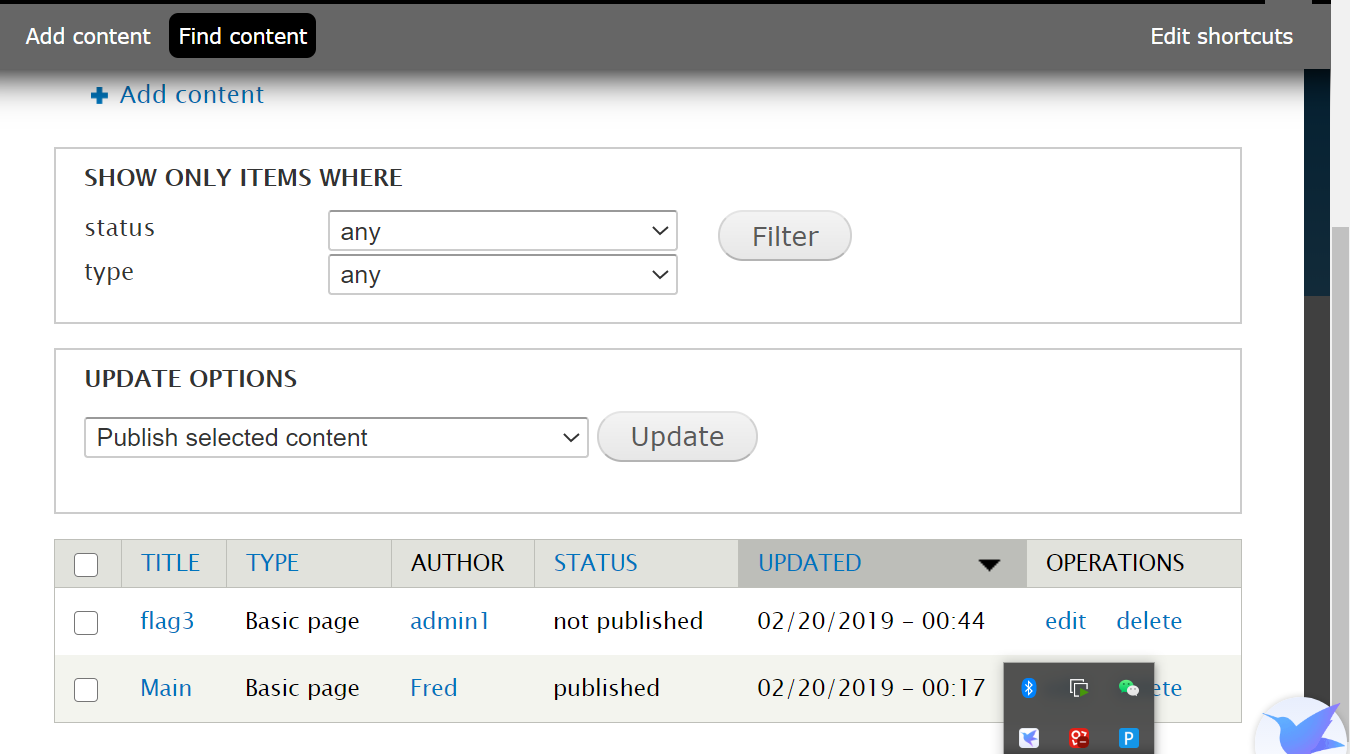 Add content Find content Edit shortcuts
Add content
SHOW ONLY ITEMS WHERE
status any Filter
type any
UPDATE OPTIONS
Publish selected content Update
TITLE TYPE AUTHOR STATUS UPDATED OPERATIONS
flag3 Basic page admin1 not published 02/20/2019 - 00:44 edit delete
Main Basic page Fred published 02/20/2019 - 00:17 ete
P